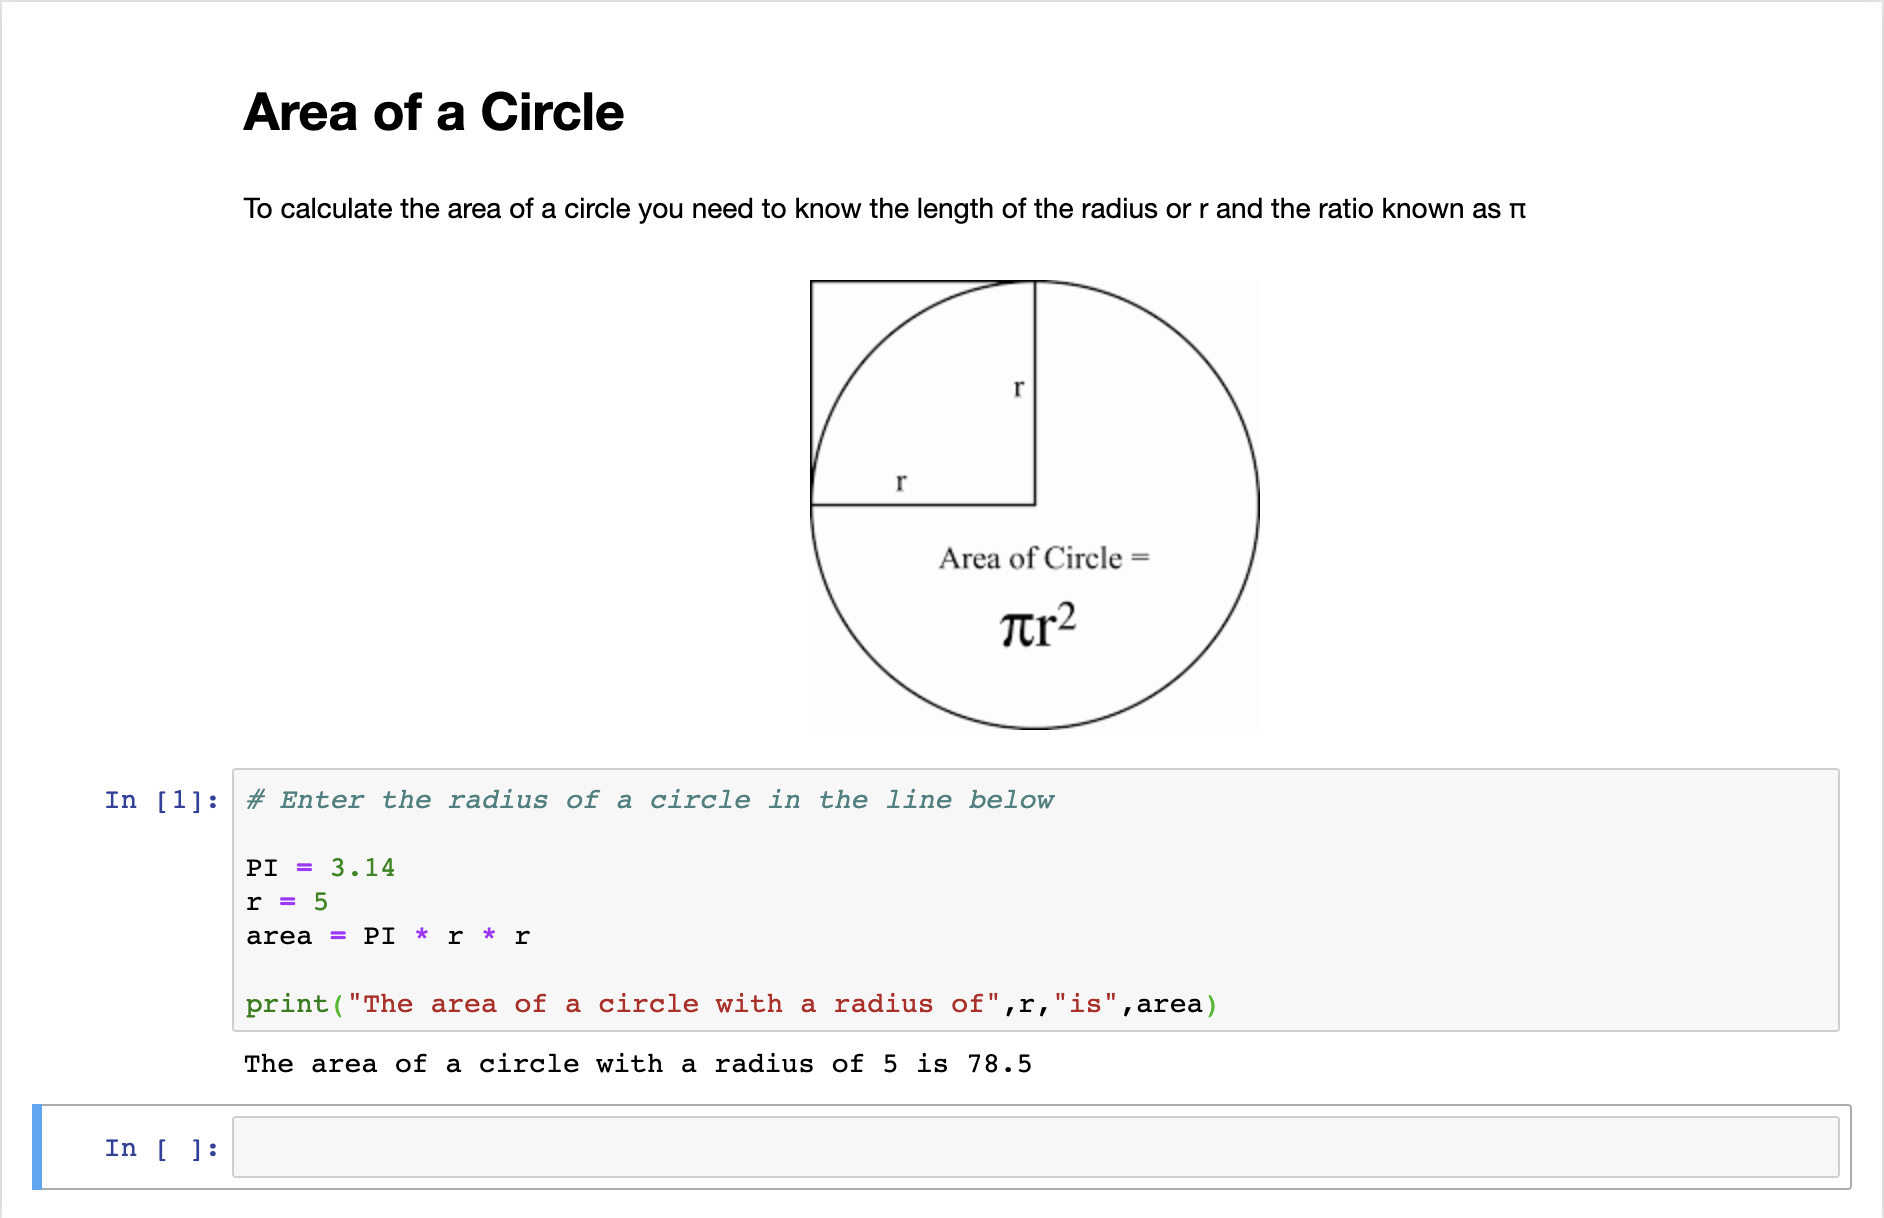 Area of a Circle
To calculate the area of a circle you need to know the length of the radius or r and the ratio known as π
r
r
Area of Circle =
πr²
In [1]: # Enter the radius of a circle in the line below
PI = 3.14
r = 5
area = PI * r * r
print("The area of a circle with a radius of",r,"is",area)
The area of a circle with a radius of 5 is 78.5
In [ ]: